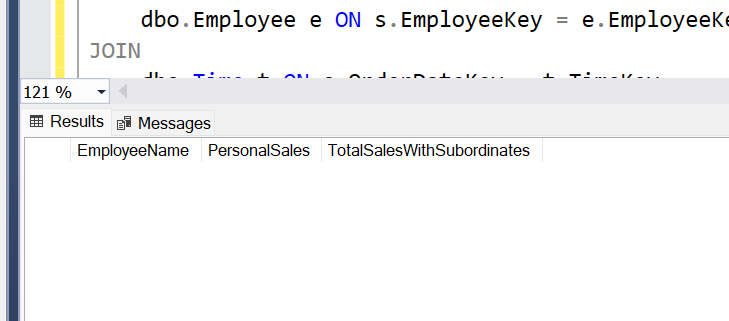 dbo.Employee e ON s.EmployeeKey = e.EmployeeKe
JOIN
dbo.Time t ON s.OrderDateKey = t.TimeKey
121 %
Results Messages
EmployeeName PersonalSales TotalSalesWithSubordinates